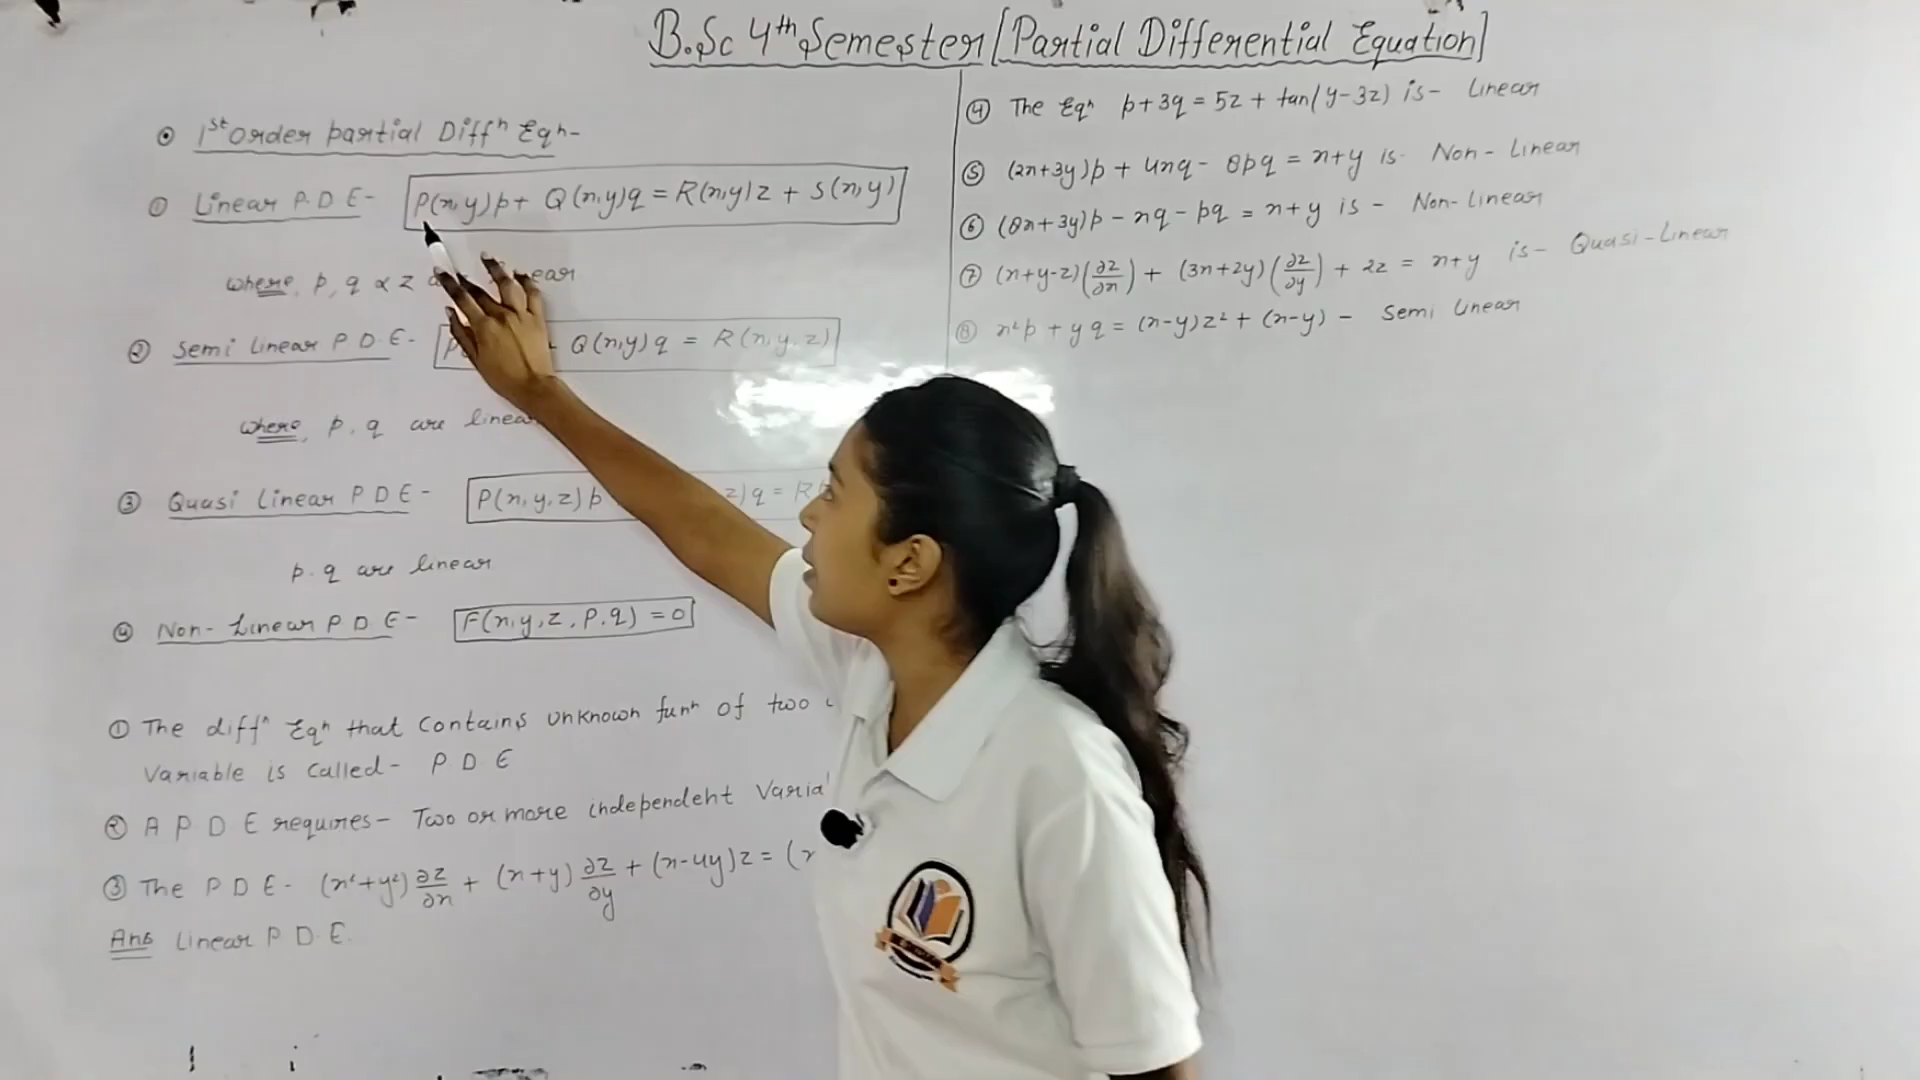 B.Sc 4th Semester [Partial Differential Equation]
⊙ 1st Order partial Diffn Eqn-
① Linear P.D.E- P(x,y)p + Q(x,y)q = R(x,y)z + S(x,y)
where, p, q & z ear
② Semi Linear P.D.E- Q(x,y)q = R(x,y,z)
where, p, q are linear
③ Quasi Linear P D E- P(x,y,z)p z)q = R(
p.q are linear
④ Non-Linear P D E- F(x,y,z,p,q) = 0
① The diffn Eqn that contains unknown funn of two
Variable is called- P D E
② A P D E requires- Two or more independent Varia
③ The P D E- (x²+y²) ∂z/∂x + (x+y) ∂z/∂y + (x-4y)z = (
Ans Linear P D.E.
④ The Eqn p+3q = 5z + tan(y-3z) is- Linear
⑤ (2x+3y)p + 4xq - 8pq = x+y is- Non-Linear
⑥ (8x+3y)p - xq - pq = x+y is- Non-linear
⑦ (x+y-z)(∂z/∂x) + (3x+2y)(∂z/∂y) + 2z = x+y is- Quasi-Linear
⑧ x²p + yq = (x-y)z² + (x-y) - Semi linear